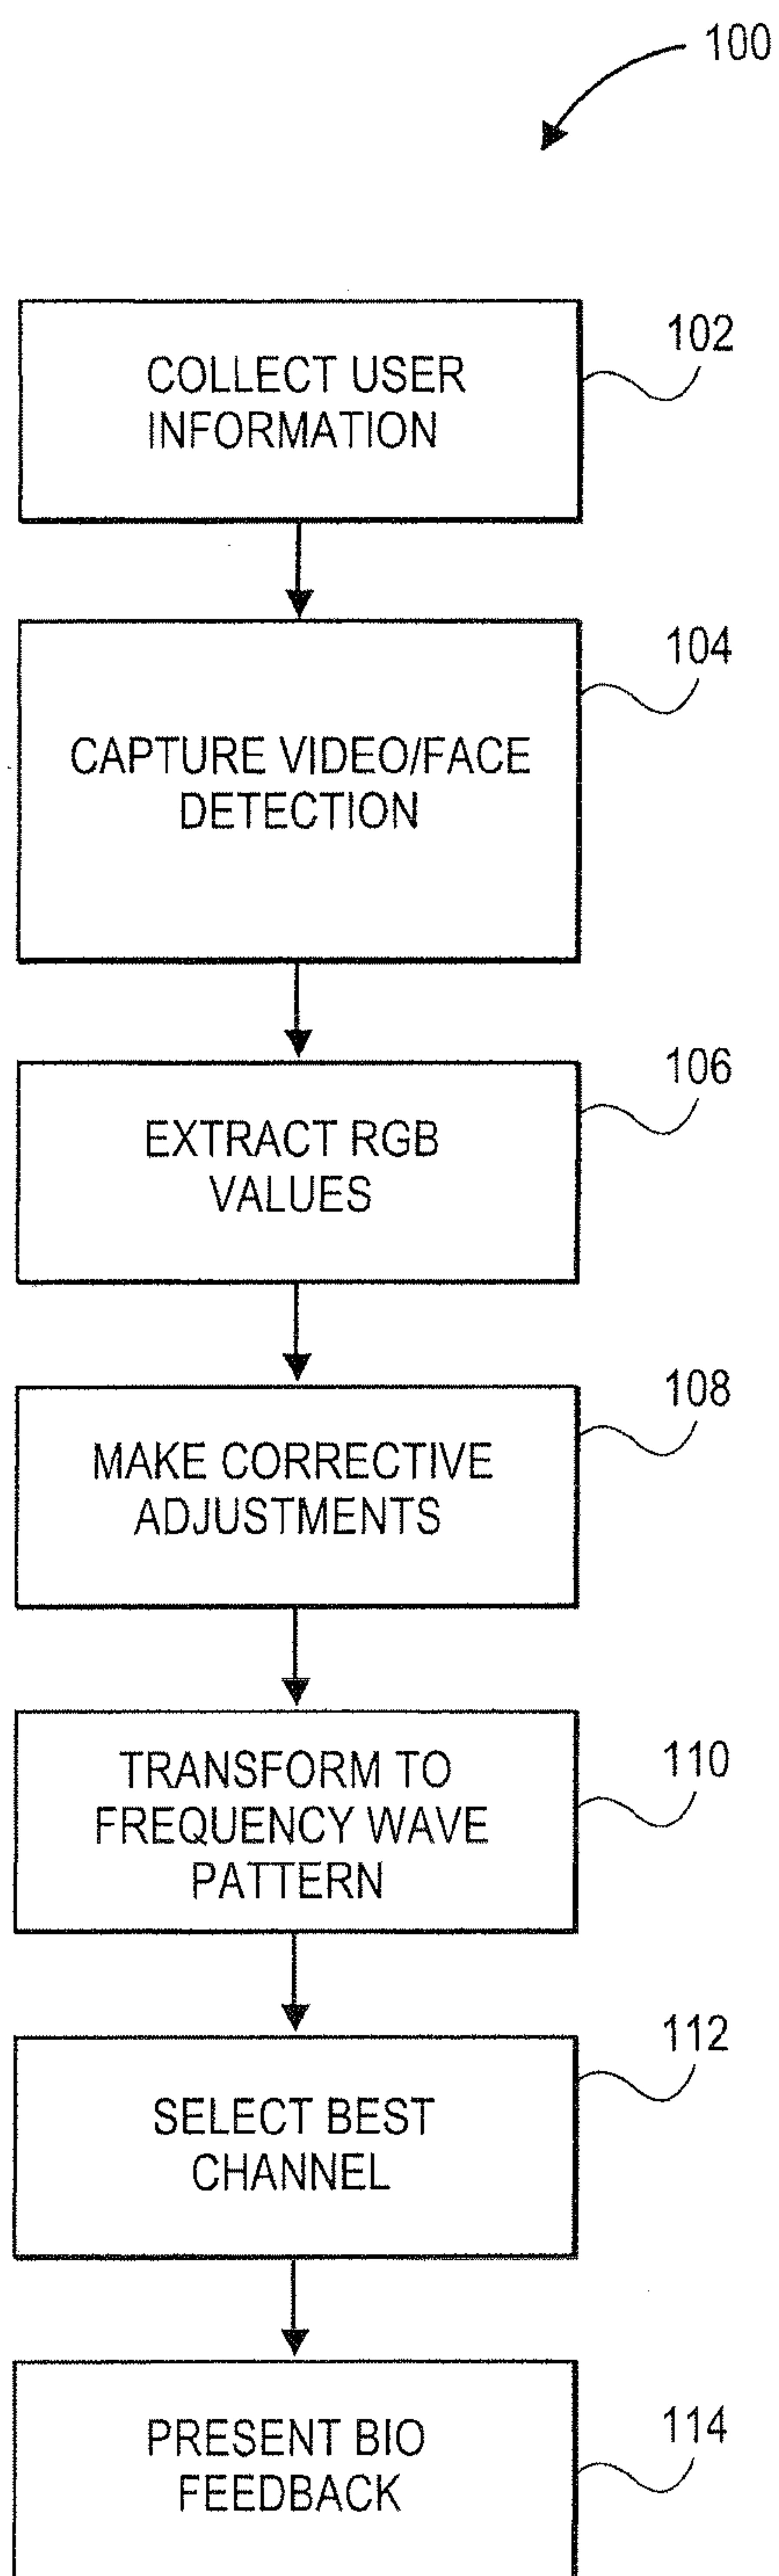 100
102
COLLECT USER
INFORMATION
104
CAPTURE VIDEO/FACE
DETECTION
106
EXTRACT RGB
VALUES
108
MAKE CORRECTIVE
ADJUSTMENTS
110
TRANSFORM TO
FREQUENCY WAVE
PATTERN
112
SELECT BEST
CHANNEL
114
PRESENT BIO
FEEDBACK